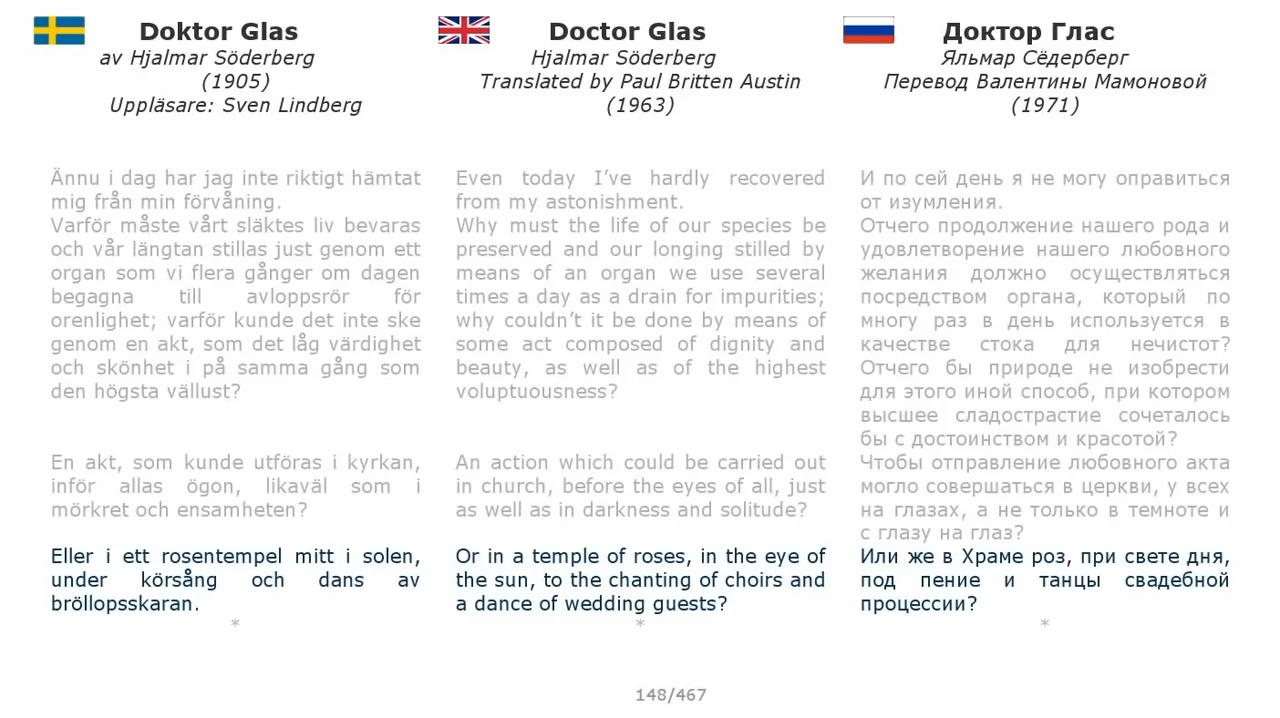 Doktor Glas
av Hjalmar Söderberg
(1905)
Uppläsare: Sven Lindberg
Ännu i dag har jag inte riktigt hämtat
mig från min förvåning.
Varför måste vårt släktes liv bevaras
och vår längtan stillas just genom ett
organ som vi flera gånger om dagen
begagna till avloppsrör för
orenlighet; varför kunde det inte ske
genom en akt, som det låg värdighet
och skönhet i på samma gång som
den högsta vällust?
En akt, som kunde utföras i kyrkan,
inför allas ögon, likaväl som i
mörkret och ensamheten?
Eller i ett rosentempel mitt i solen,
under körsång och dans av
bröllopsskaran.
*
Doctor Glas
Hjalmar Söderberg
Translated by Paul Britten Austin
(1963)
Even today I’ve hardly recovered
from my astonishment.
Why must the life of our species be
preserved and our longing stilled by
means of an organ we use several
times a day as a drain for impurities;
why couldn’t it be done by means of
some act composed of dignity and
beauty, as well as of the highest
voluptuousness?
An action which could be carried out
in church, before the eyes of all, just
as well as in darkness and solitude?
Or in a temple of roses, in the eye of
the sun, to the chanting of choirs and
a dance of wedding guests?
*
Доктор Глас
Яльмар Сёдерберг
Перевод Валентины Мамоновой
(1971)
И по сей день я не могу оправиться
от изумления.
Отчего продолжение нашего рода и
удовлетворение нашего любовного
желания должно осуществляться
посредством органа, который по
многу раз в день используется в
качестве стока для нечистот?
Отчего бы природе не изобрести
для этого иной способ, при котором
высшее сладострастие сочеталось
бы с достоинством и красотой?
Чтобы отправление любовного акта
могло совершаться в церкви, у всех
на глазах, а не только в темноте и
с глазу на глаз?
Или же в Храме роз, при свете дня,
под пение и танцы свадебной
процессии?
*
148/467